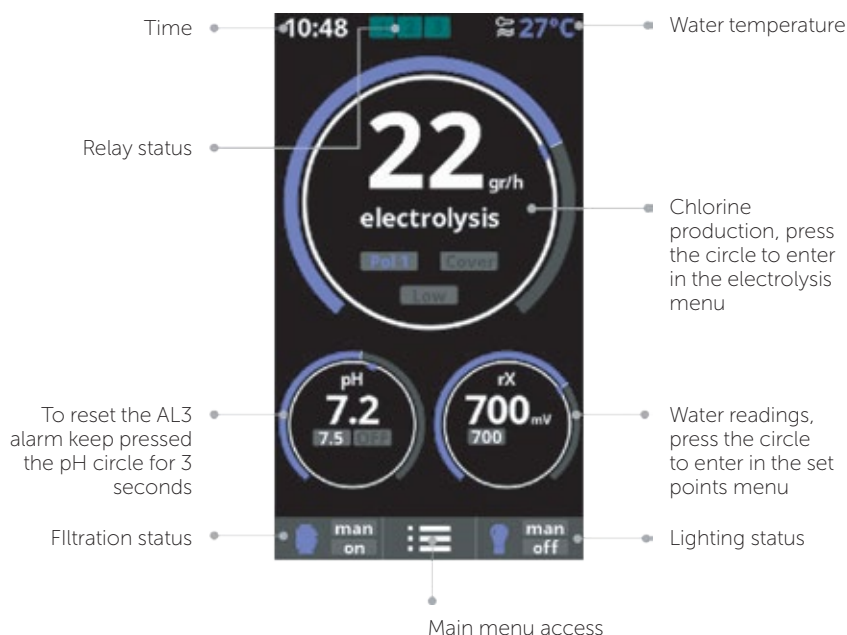 Time
10:48
27°C
Water temperature
Relay status
22 gr/h
electrolysis
Pol 1
Cover
Low
Chlorine
production, press
the circle to enter
in the electrolysis
menu
pH
7.2
7.5 OFF
rX
700 mV
700
To reset the AL3
alarm keep pressed
the pH circle for 3
seconds
Water readings,
press the circle
to enter in the set
points menu
FIltration status
man
on
man
off
Lighting status
Main menu access